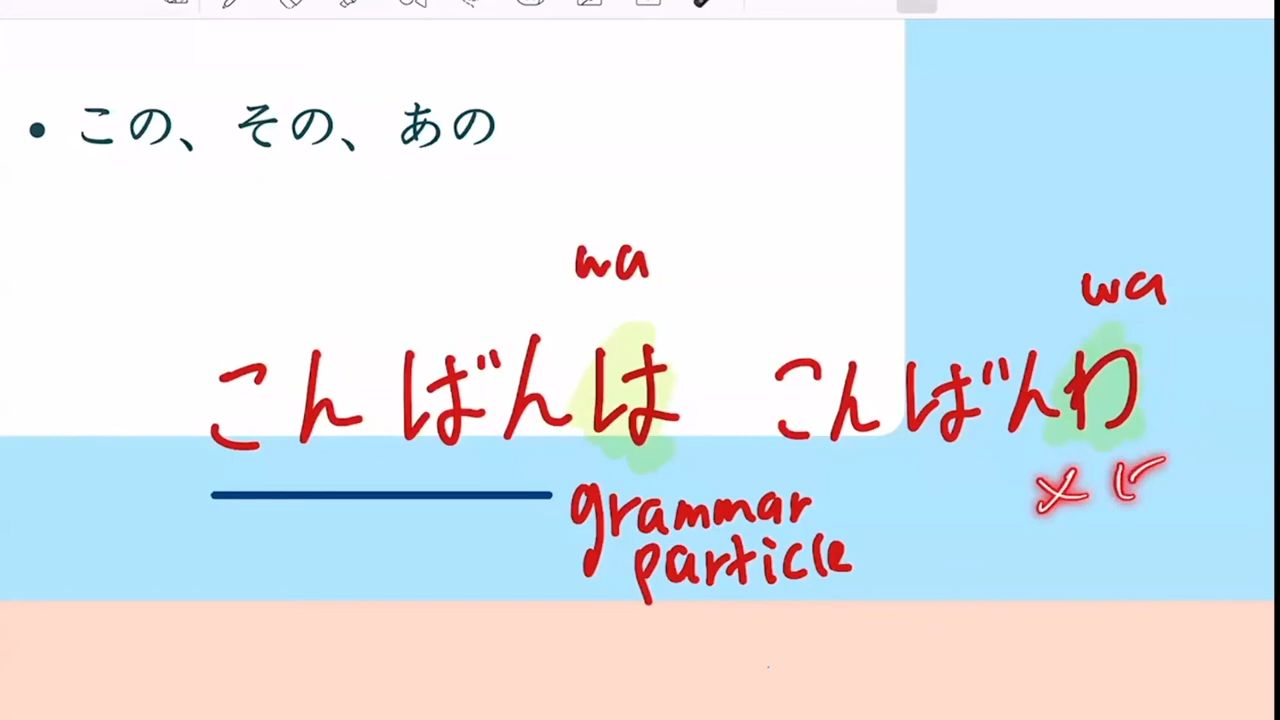 • この、その、あの
wa
wa
こんばんは こんばんわ
grammar
particle